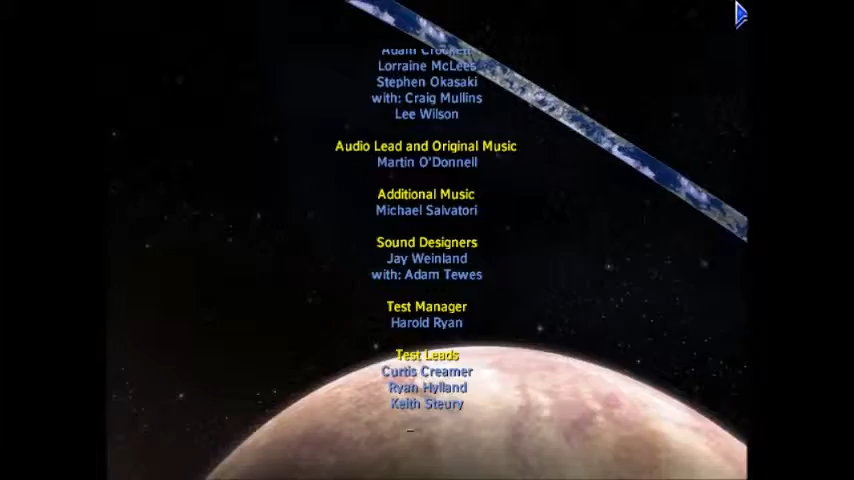 Adam Crockett
Lorraine McLees
Stephen Okasaki
with: Craig Mullins
Lee Wilson
Audio Lead and Original Music
Martin O'Donnell
Additional Music
Michael Salvatori
Sound Designers
Jay Weinland
with: Adam Tewes
Test Manager
Harold Ryan
Test Leads
Curtis Creamer
Ryan Hylland
Keith Steury